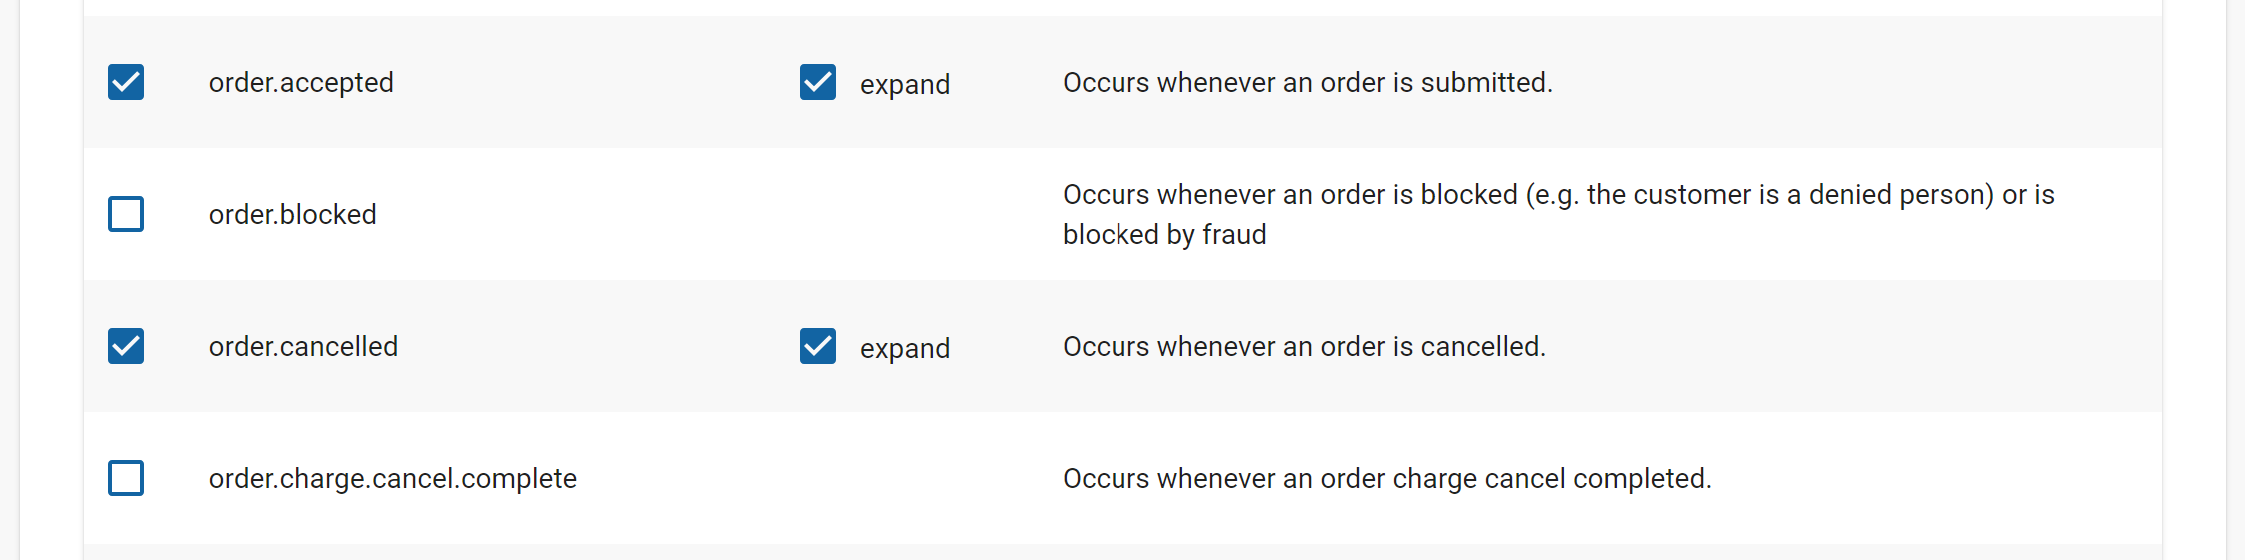 order.accepted
expand
Occurs whenever an order is submitted.
order.blocked
Occurs whenever an order is blocked (e.g. the customer is a denied person) or is
blocked by fraud
order.cancelled
expand
Occurs whenever an order is cancelled.
order.charge.cancel.complete
Occurs whenever an order charge cancel completed.